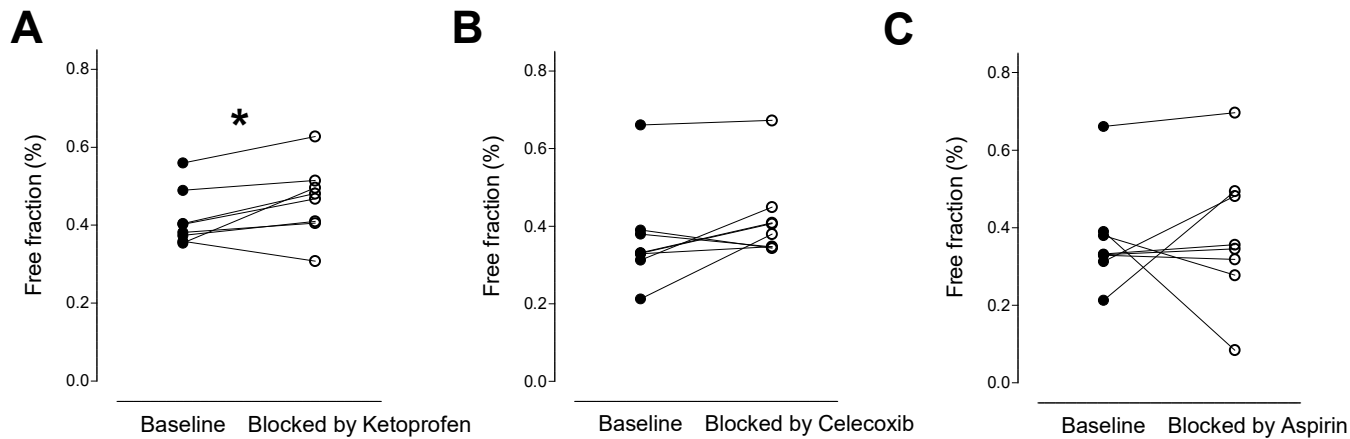 A
Free fraction (%)
0.8
0.6
0.4
0.2
0.0
*
Baseline Blocked by Ketoprofen
B
Free fraction (%)
0.8
0.6
0.4
0.2
0.0
Baseline Blocked by Celecoxib
C
Free fraction (%)
0.8
0.6
0.4
0.2
0.0
Baseline Blocked by Aspirin